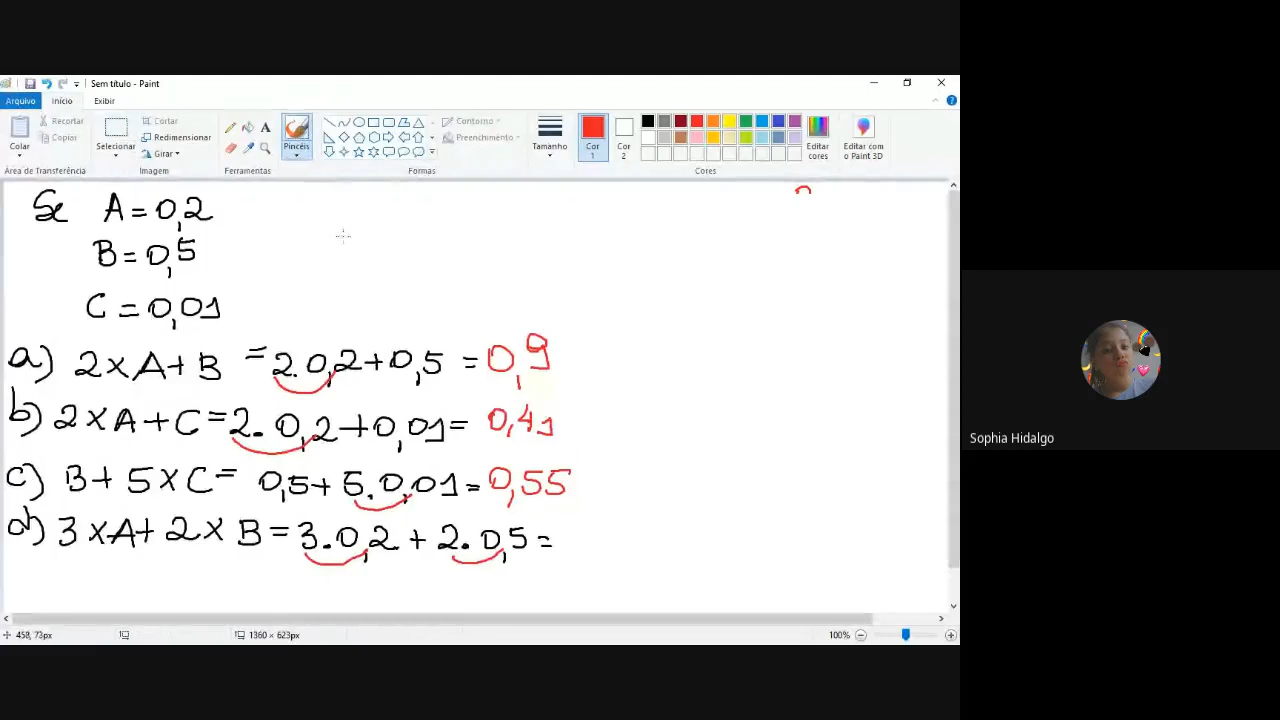 Sem título - Paint
Arquivo Início Exibir
Colar
Recortar
Copiar
Área de Transferência
Selecionar
Cortar
Redimensionar
Girar
Imagem
Ferramentas
Pincéis
Contorno
Preenchimento
Formas
Tamanho
Cor 1
Cor 2
Editar cores
Editar com o Paint 3D
Cores
Se A = 0,2
B = 0,5
C = 0,01
a) 2 x A + B = 2.0,2 + 0,5 = 0,9
b) 2 x A + C = 2.0,2 + 0,01 = 0,41
c) B + 5 x C = 0,5 + 5.0,01 = 0,55
d) 3 x A + 2 x B = 3.0,2 + 2.0,5 =
Sophia Hidalgo
458, 73px
1360 × 623px
100%